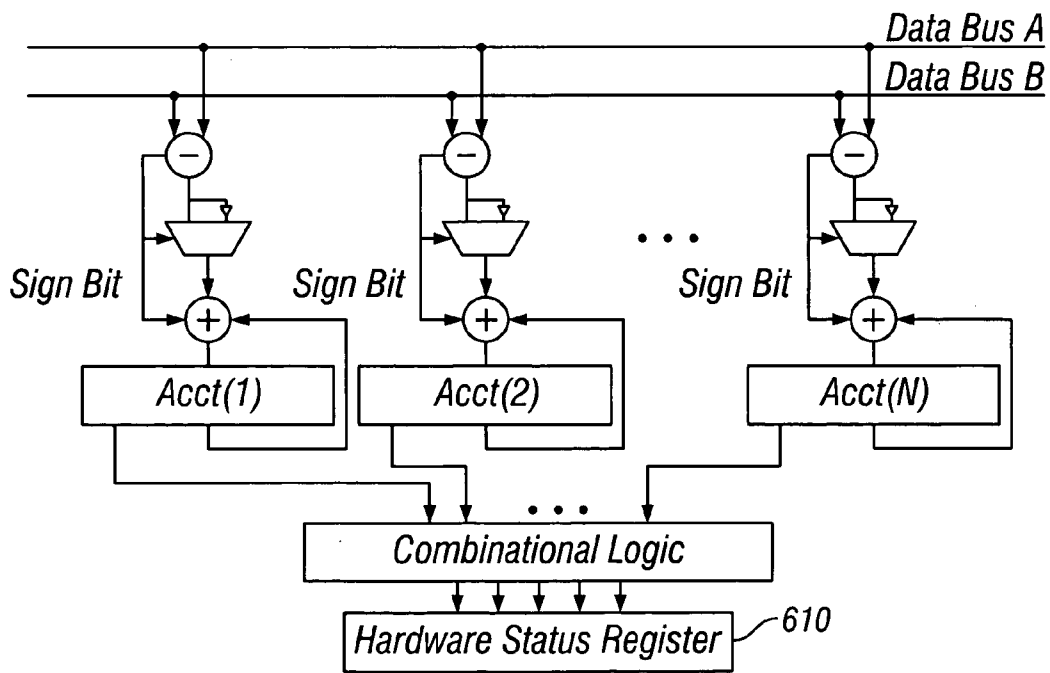 Data Bus A
Data Bus B
−
−
−
Sign Bit
Sign Bit
• • •
Sign Bit
+
+
+
Acct(1)
Acct(2)
Acct(N)
• • •
Combinational Logic
Hardware Status Register
610